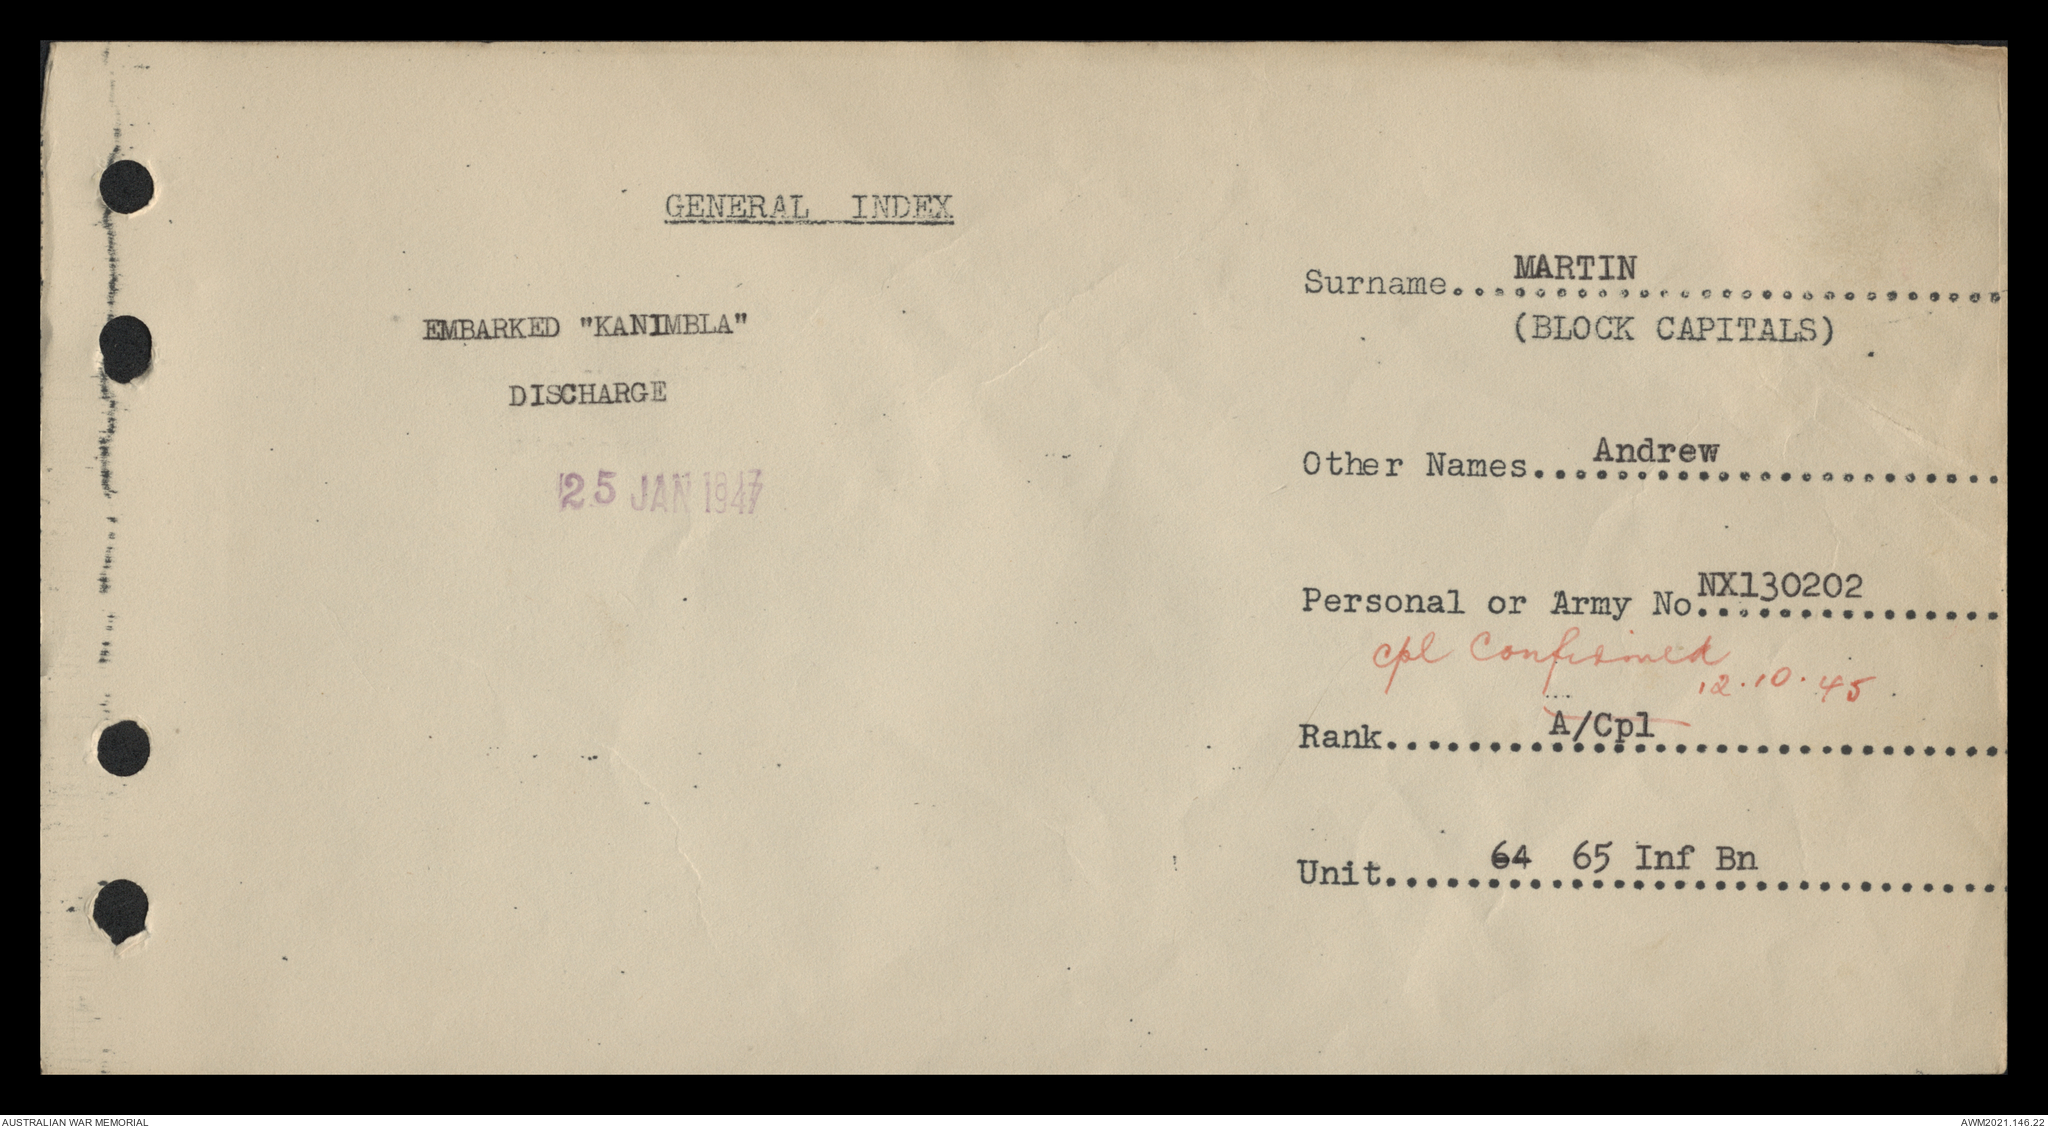 GENERAL INDEX
EMBARKED "KANIMBLA"
DISCHARGE
25 JAN 1947
Surname.......... MARTIN
(BLOCK CAPITALS)
Other Names.......... Andrew
Personal or Army No.......... NX130202
cpl Confirmed
12.10.45.
Rank.......... A/Cpl
Unit.......... 64 65 Inf Bn
AUSTRALIAN WAR MEMORIAL
AWM2021.146.22